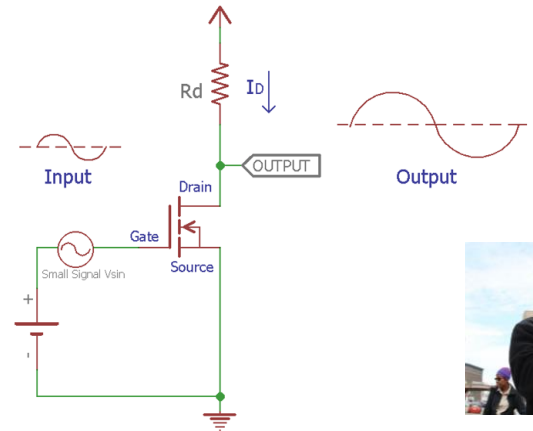 Rd
ID
Input
OUTPUT
Output
Drain
Gate
Source
Small Signal Vsin
+
-